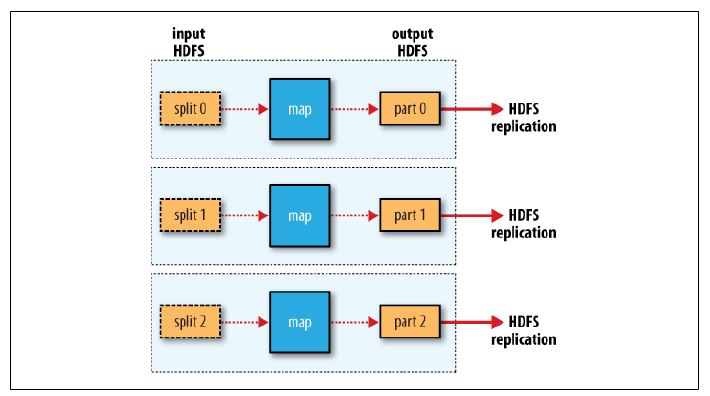 input
HDFS
output
HDFS
split 0
map
part 0
HDFS
replication
split 1
map
part 1
HDFS
replication
split 2
map
part 2
HDFS
replication